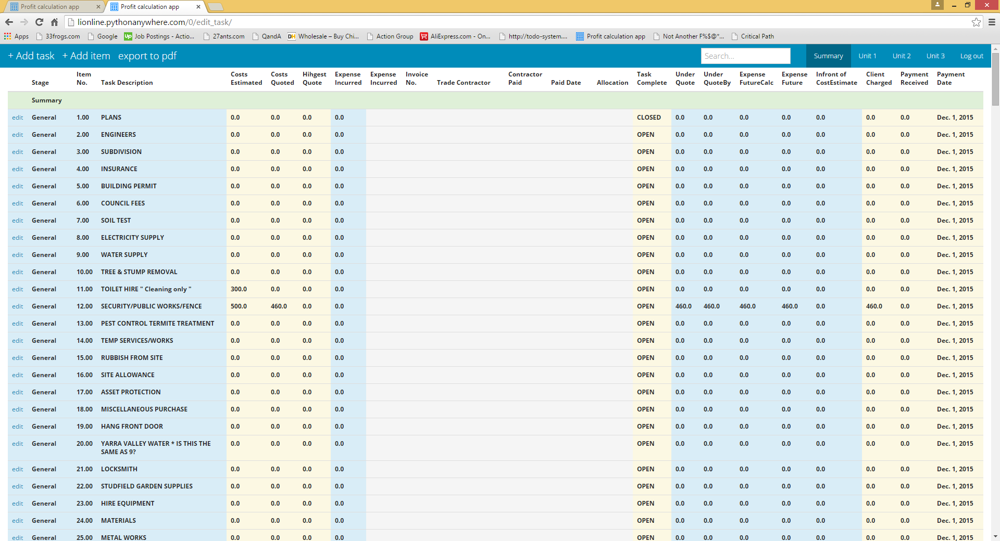 Profit calculation app
Profit calculation app
lionline.pythonanywhere.com/0/edit_task/
Apps 33frogs.com Google Up Job Postings - Actio... 27ants.com QandA DH Wholesale – Buy Chi... Action Group AliExpress.com - On... http://todo-system.... Profit calculation app Not Another F%$@*... Critical Path
+ Add task + Add item export to pdf Search... Summary Unit 1 Unit 2 Unit 3 Log out
Stage Item No. Task Description Costs Estimated Costs Quoted Hihgest Quote Expense Incurred Expense Incurred Invoice No. Trade Contractor Contractor Paid Paid Date Allocation Task Complete Under Quote Under QuoteBy Expense FutureCalc Expense Future Infront of CostEstimate Client Charged Payment Received Payment Date
Summary
edit General 1.00 PLANS 0.0 0.0 0.0 0.0 CLOSED 0.0 0.0 0.0 0.0 0.0 0.0 0.0 Dec. 1, 2015
edit General 2.00 ENGINEERS 0.0 0.0 0.0 0.0 OPEN 0.0 0.0 0.0 0.0 0.0 0.0 0.0 Dec. 1, 2015
edit General 3.00 SUBDIVISION 0.0 0.0 0.0 0.0 OPEN 0.0 0.0 0.0 0.0 0.0 0.0 0.0 Dec. 1, 2015
edit General 4.00 INSURANCE 0.0 0.0 0.0 0.0 OPEN 0.0 0.0 0.0 0.0 0.0 0.0 0.0 Dec. 1, 2015
edit General 5.00 BUILDING PERMIT 0.0 0.0 0.0 0.0 OPEN 0.0 0.0 0.0 0.0 0.0 0.0 0.0 Dec. 1, 2015
edit General 6.00 COUNCIL FEES 0.0 0.0 0.0 0.0 OPEN 0.0 0.0 0.0 0.0 0.0 0.0 0.0 Dec. 1, 2015
edit General 7.00 SOIL TEST 0.0 0.0 0.0 0.0 OPEN 0.0 0.0 0.0 0.0 0.0 0.0 0.0 Dec. 1, 2015
edit General 8.00 ELECTRICITY SUPPLY 0.0 0.0 0.0 0.0 OPEN 0.0 0.0 0.0 0.0 0.0 0.0 0.0 Dec. 1, 2015
edit General 9.00 WATER SUPPLY 0.0 0.0 0.0 0.0 OPEN 0.0 0.0 0.0 0.0 0.0 0.0 0.0 Dec. 1, 2015
edit General 10.00 TREE & STUMP REMOVAL 0.0 0.0 0.0 0.0 OPEN 0.0 0.0 0.0 0.0 0.0 0.0 0.0 Dec. 1, 2015
edit General 11.00 TOILET HIRE " Cleaning only " 300.0 0.0 0.0 0.0 OPEN 0.0 0.0 0.0 0.0 0.0 0.0 0.0 Dec. 1, 2015
edit General 12.00 SECURITY/PUBLIC WORKS/FENCE 500.0 460.0 0.0 0.0 OPEN 460.0 460.0 460.0 460.0 0.0 460.0 0.0 Dec. 1, 2015
edit General 13.00 PEST CONTROL TERMITE TREATMENT 0.0 0.0 0.0 0.0 OPEN 0.0 0.0 0.0 0.0 0.0 0.0 0.0 Dec. 1, 2015
edit General 14.00 TEMP SERVICES/WORKS 0.0 0.0 0.0 0.0 OPEN 0.0 0.0 0.0 0.0 0.0 0.0 0.0 Dec. 1, 2015
edit General 15.00 RUBBISH FROM SITE 0.0 0.0 0.0 0.0 OPEN 0.0 0.0 0.0 0.0 0.0 0.0 0.0 Dec. 1, 2015
edit General 16.00 SITE ALLOWANCE 0.0 0.0 0.0 0.0 OPEN 0.0 0.0 0.0 0.0 0.0 0.0 0.0 Dec. 1, 2015
edit General 17.00 ASSET PROTECTION 0.0 0.0 0.0 0.0 OPEN 0.0 0.0 0.0 0.0 0.0 0.0 0.0 Dec. 1, 2015
edit General 18.00 MISCELLANEOUS PURCHASE 0.0 0.0 0.0 0.0 OPEN 0.0 0.0 0.0 0.0 0.0 0.0 0.0 Dec. 1, 2015
edit General 19.00 HANG FRONT DOOR 0.0 0.0 0.0 0.0 OPEN 0.0 0.0 0.0 0.0 0.0 0.0 0.0 Dec. 1, 2015
edit General 20.00 YARRA VALLEY WATER * IS THIS THE 0.0 0.0 0.0 0.0 OPEN 0.0 0.0 0.0 0.0 0.0 0.0 0.0 Dec. 1, 2015
SAME AS 9?
edit General 21.00 LOCKSMITH 0.0 0.0 0.0 0.0 OPEN 0.0 0.0 0.0 0.0 0.0 0.0 0.0 Dec. 1, 2015
edit General 22.00 STUDFIELD GARDEN SUPPLIES 0.0 0.0 0.0 0.0 OPEN 0.0 0.0 0.0 0.0 0.0 0.0 0.0 Dec. 1, 2015
edit General 23.00 HIRE EQUIPMENT 0.0 0.0 0.0 0.0 OPEN 0.0 0.0 0.0 0.0 0.0 0.0 0.0 Dec. 1, 2015
edit General 24.00 MATERIALS 0.0 0.0 0.0 0.0 OPEN 0.0 0.0 0.0 0.0 0.0 0.0 0.0 Dec. 1, 2015
edit General 25.00 METAL WORKS 0.0 0.0 0.0 0.0 OPEN 0.0 0.0 0.0 0.0 0.0 0.0 0.0 Dec. 1, 2015